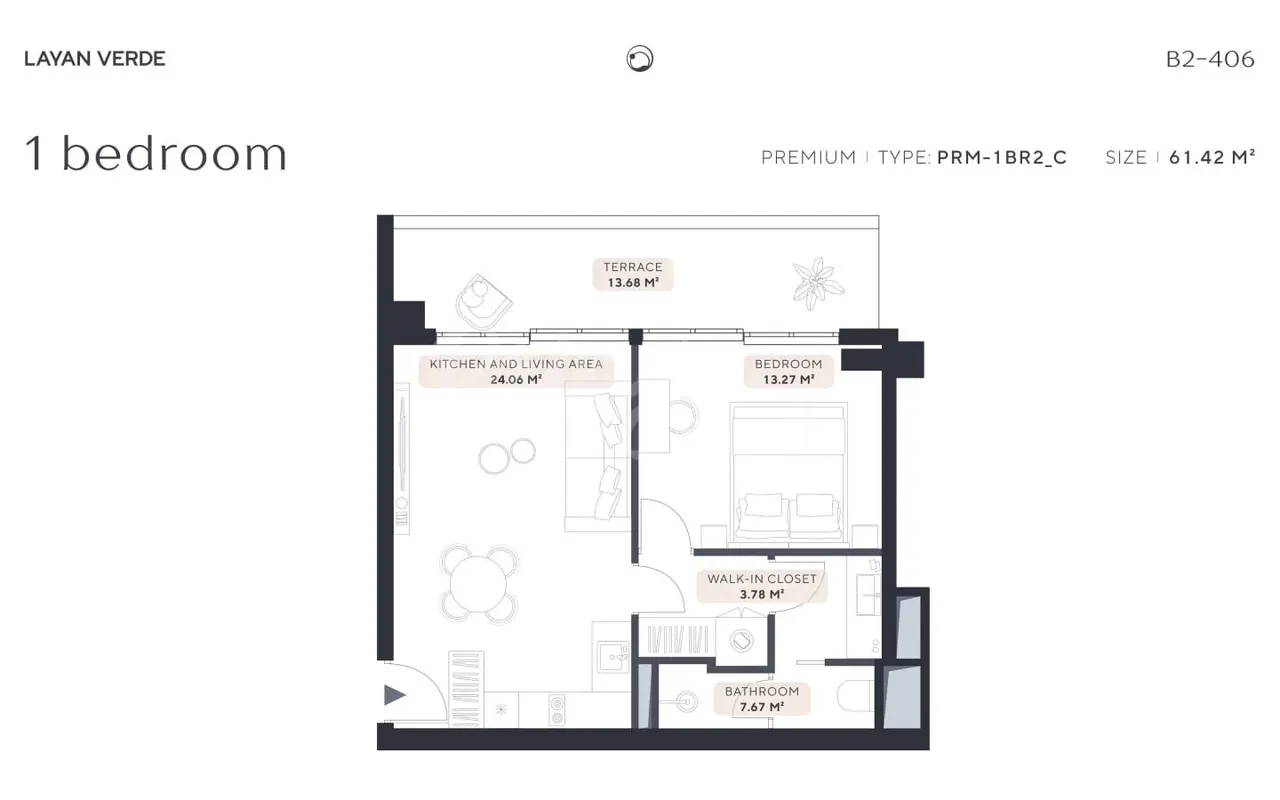 LAYAN VERDE
B2-406
1 bedroom
PREMIUM | TYPE: PRM-1BR2_C SIZE | 61.42 M²
TERRACE
13.68 M²
KITCHEN AND LIVING AREA
24.06 M²
BEDROOM
13.27 M²
WALK-IN CLOSET
3.78 M²
BATHROOM
7.67 M²